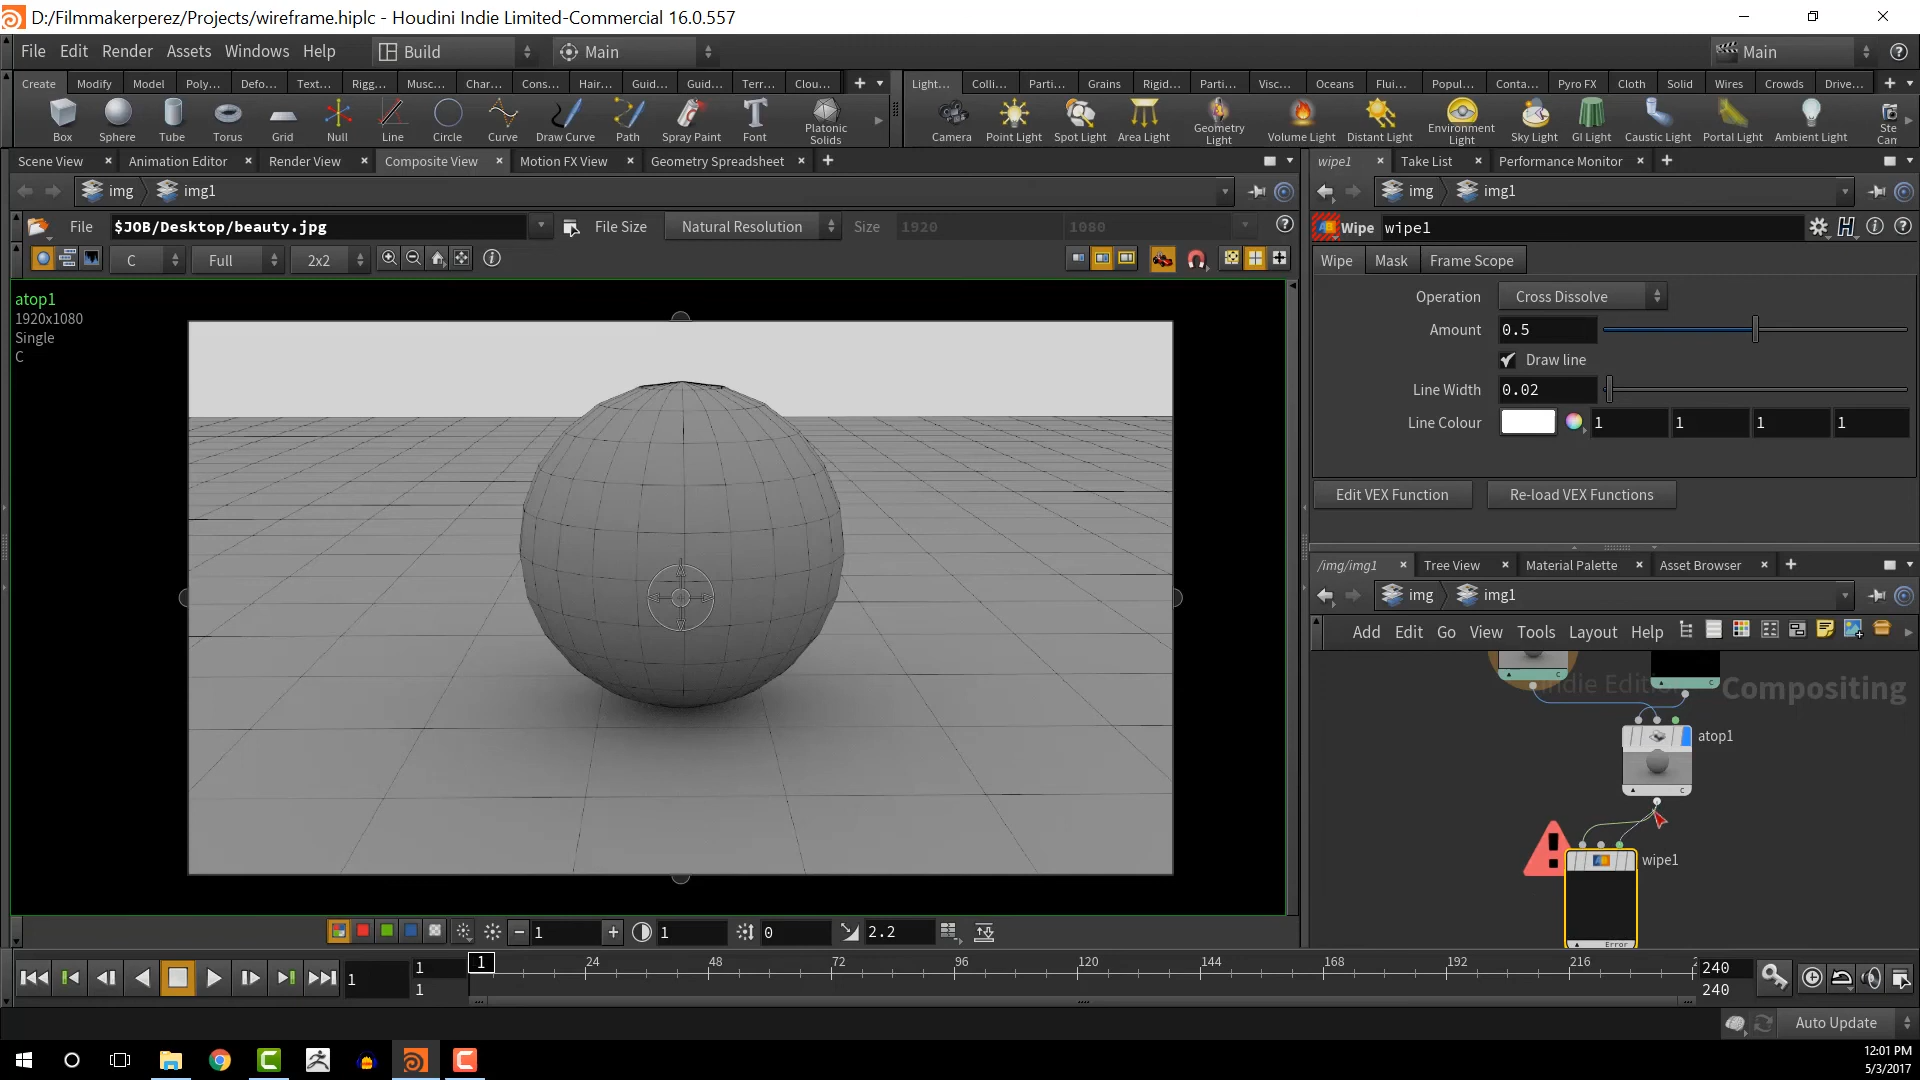 D:/Filmmakerperez/Projects/wireframe.hiplc - Houdini Indie Limited-Commercial 16.0.557
File Edit Render Assets Windows Help Build Main Main
Create Modify Model Poly... Defo... Text... Rigg... Musc... Char... Cons... Hair... Guid... Guid... Terr... Clou...
Light... Colli... Parti... Grains Rigid... Parti... Visc... Oceans Flui... Popul... Conta... Pyro FX Cloth Solid Wires Crowds Drive...
Box Sphere Tube Torus Grid Null Line Circle Curve Draw Curve Path Spray Paint Font Platonic Solids
Camera Point Light Spot Light Area Light Geometry Light Volume Light Distant Light Environment Light Sky Light GI Light Caustic Light Portal Light Ambient Light Ste Can
Scene View Animation Editor Render View Composite View Motion FX View Geometry Spreadsheet
wipe1 Take List Performance Monitor
img img1
img img1
File $JOB/Desktop/beauty.jpg File Size Natural Resolution Size 1920 1080
Wipe wipe1
C Full 2x2
Wipe Mask Frame Scope
atop1
1920x1080
Single
C
Operation Cross Dissolve
Amount 0.5
Draw line
Line Width 0.02
Line Colour 1 1 1 1
Edit VEX Function Re-load VEX Functions
/img/img1 Tree View Material Palette Asset Browser
img img1
Add Edit Go View Tools Layout Help
Indie Edition Compositing
atop1
C
wipe1
Error
1 1 0 2.2
1 1 1 1 24 48 72 96 120 144 168 192 216 2 240
240
Auto Update
12:01 PM
5/3/2017